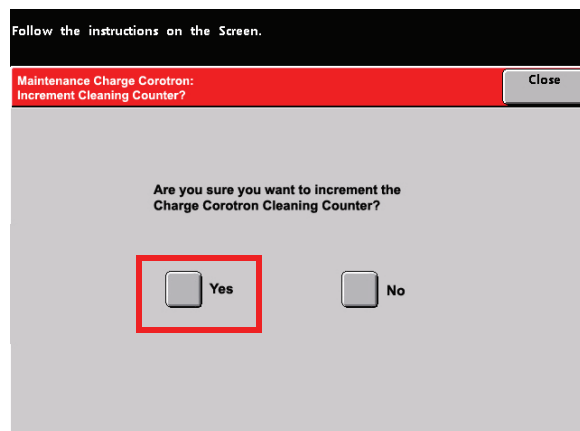 Follow the instructions on the Screen.
Maintenance Charge Corotron:
Increment Cleaning Counter?
Close
Are you sure you want to increment the
Charge Corotron Cleaning Counter?
Yes
No